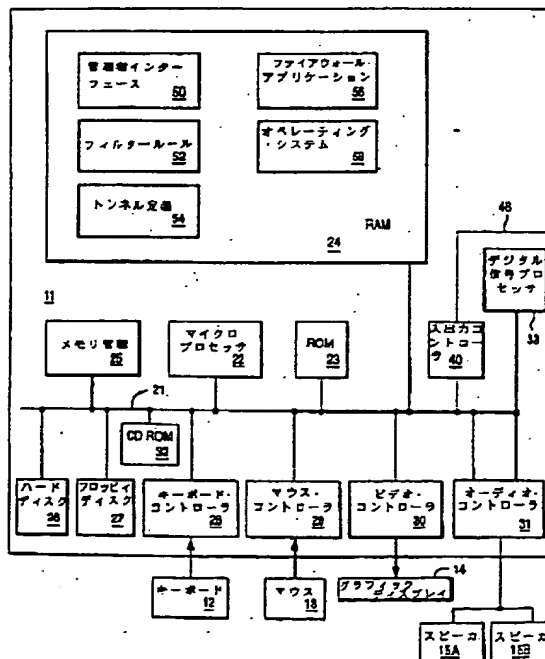 管理者インター
フェース
50
ファイアウォール・
アプリケーション
56
フィルタールール
52
オペレーティング
・システム
58
トンネル定義
54
RAM
24
48
デジタル
信号プロ
セッサ
33
11
メモリ管理
25
マイクロ
プロセッサ
22
ROM
23
入出力コ
ントロー
ラ
40
21
CD ROM
32
ハード
ディスク
26
フロッピィ
ディスク
27
キーボード・
コントローラ
28
マウス・
コントローラ
29
ビデオ・
コントローラ
30
オーディオ・
コントローラ
31
キーボード
12
マウス
13
14
グラフィック
ディスプレイ
スピーカ
15A
スピーカ
15B